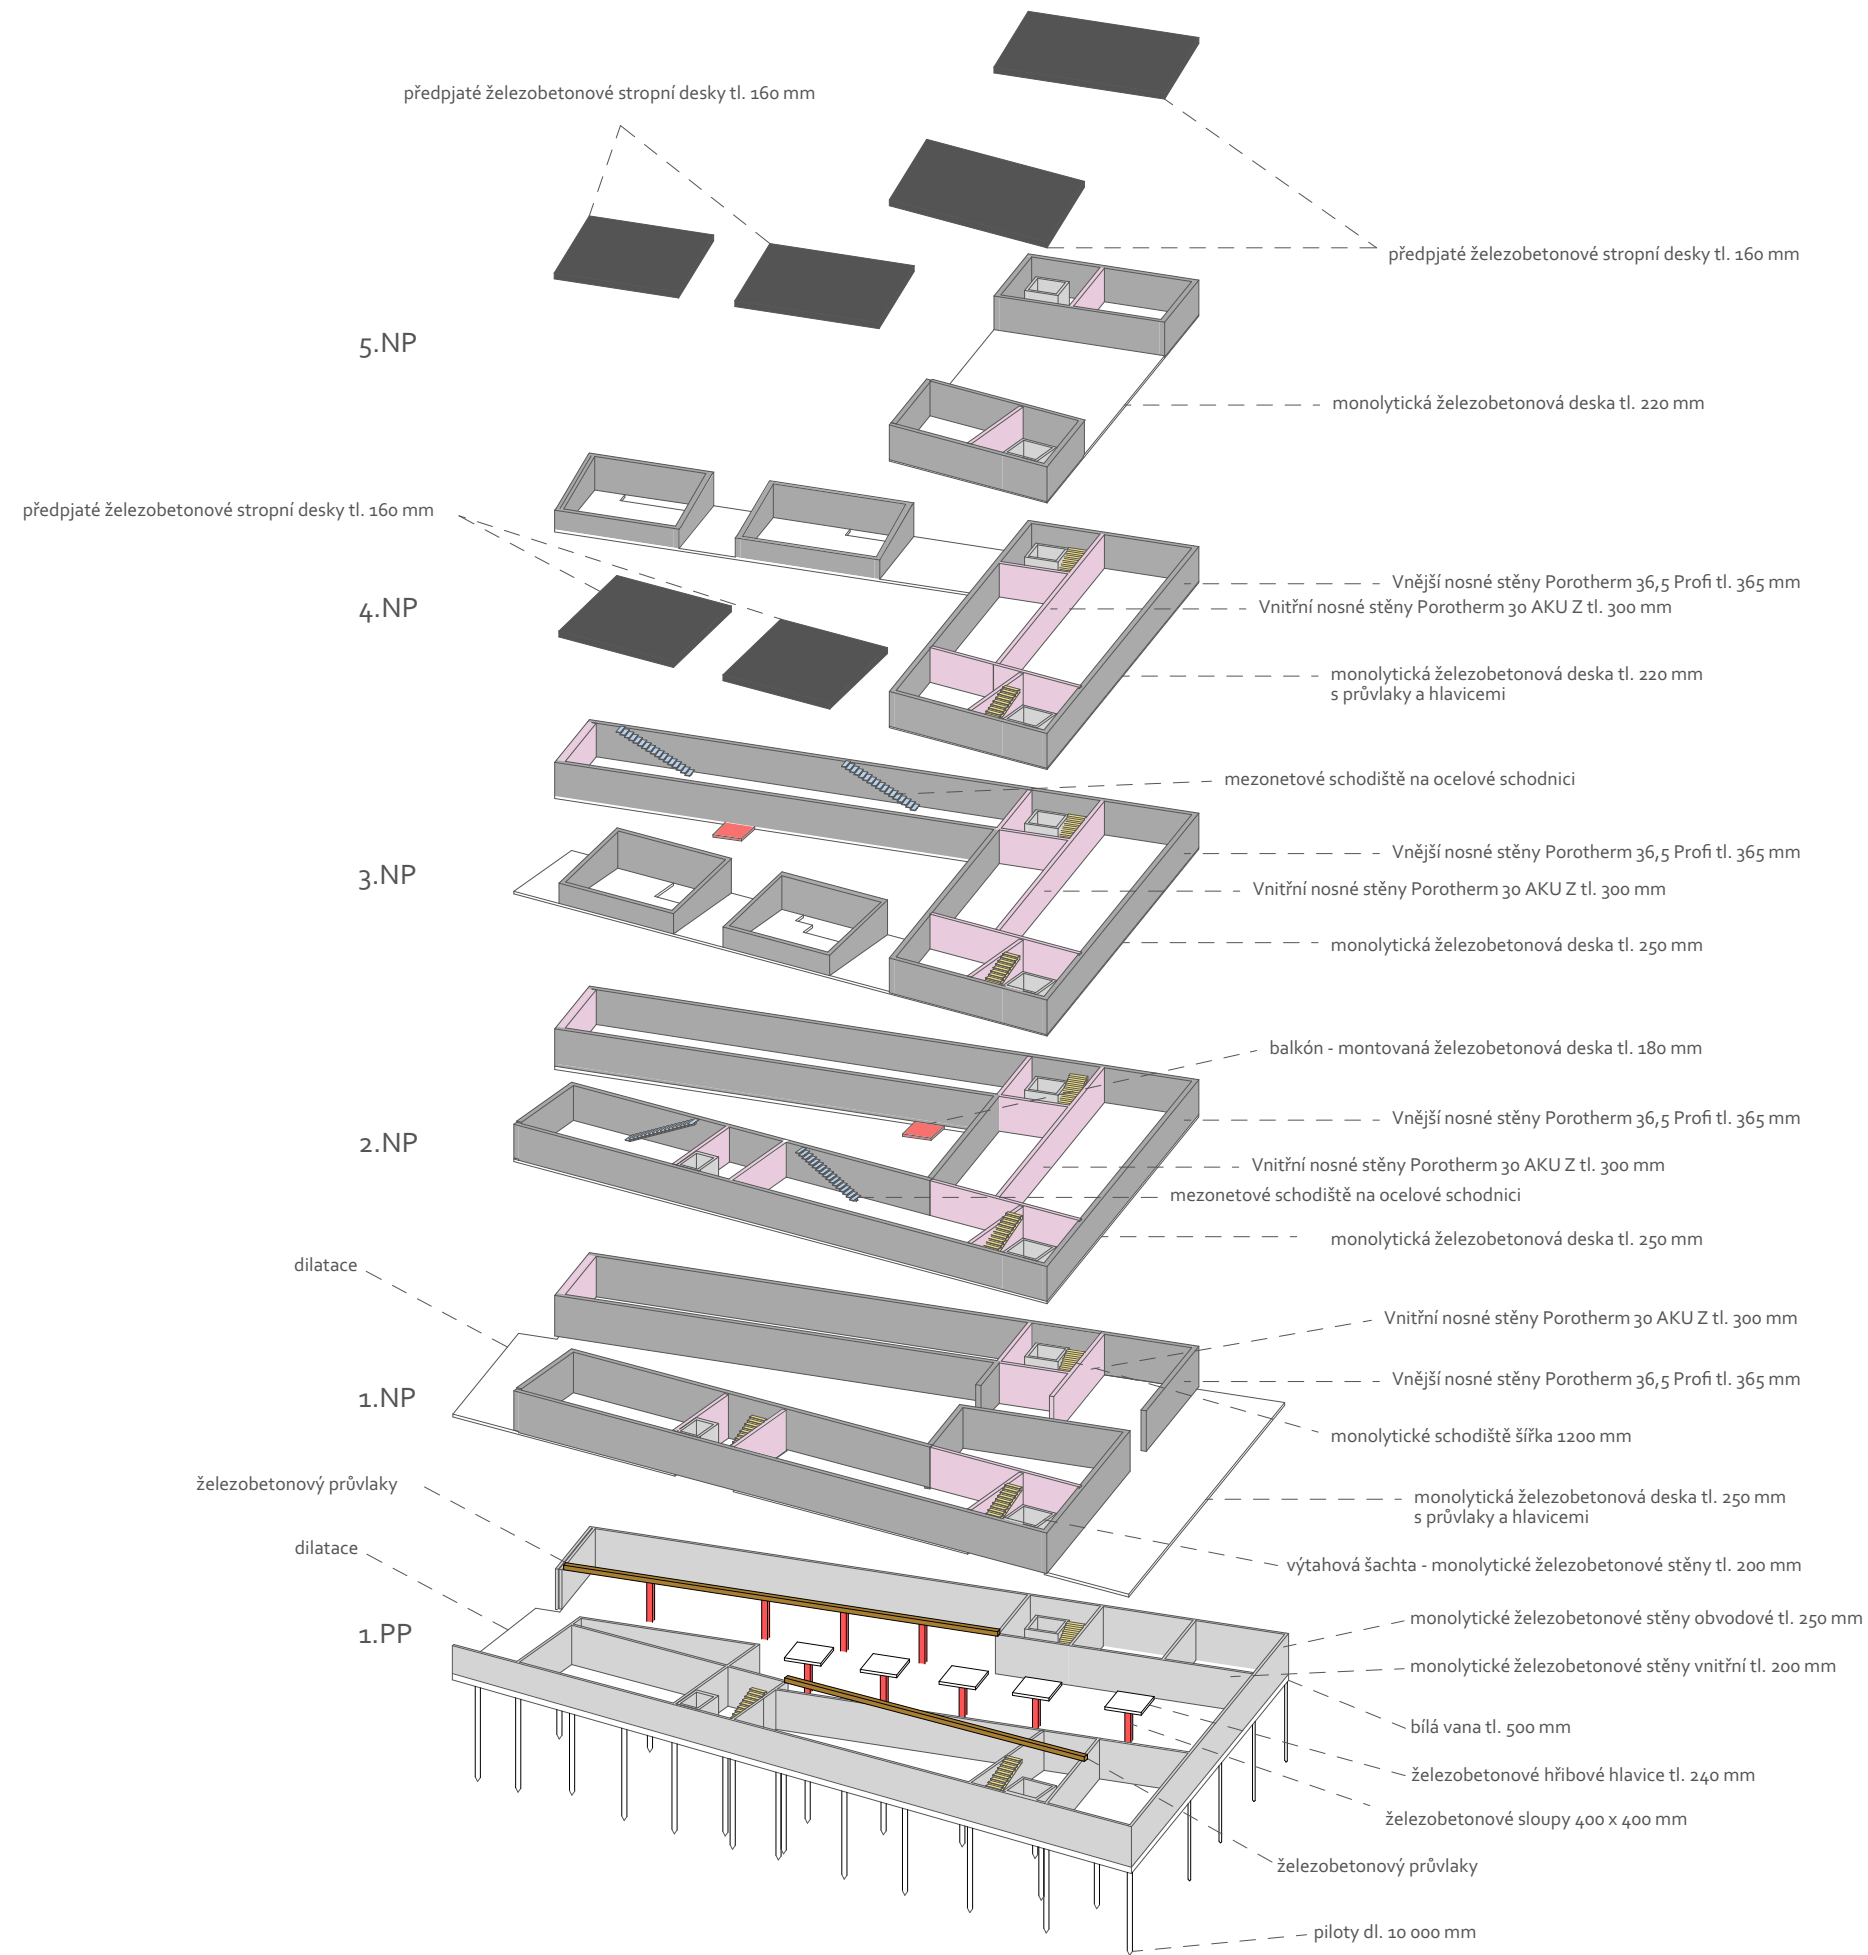 předpjaté železobetonové stropní desky tl. 160 mm
předpjaté železobetonové stropní desky tl. 160 mm
5.NP
monolytická železobetonová deska tl. 220 mm
předpjaté železobetonové stropní desky tl. 160 mm
Vnější nosné stěny Porotherm 36,5 Profi tl. 365 mm
4.NP
Vnitřní nosné stěny Porotherm 30 AKU Z tl. 300 mm
monolytická železobetonová deska tl. 220 mm
s průvlaky a hlavicemi
mezonetové schodiště na ocelové schodnici
Vnější nosné stěny Porotherm 36,5 Profi tl. 365 mm
3.NP
Vnitřní nosné stěny Porotherm 30 AKU Z tl. 300 mm
monolytická železobetonová deska tl. 250 mm
balkón - montovaná železobetonová deska tl. 180 mm
Vnější nosné stěny Porotherm 36,5 Profi tl. 365 mm
2.NP
Vnitřní nosné stěny Porotherm 30 AKU Z tl. 300 mm
mezonetové schodiště na ocelové schodnici
monolytická železobetonová deska tl. 250 mm
dilatace
Vnitřní nosné stěny Porotherm 30 AKU Z tl. 300 mm
Vnější nosné stěny Porotherm 36,5 Profi tl. 365 mm
1.NP
monolytické schodiště šířka 1200 mm
železobetonový průvlaky
monolytická železobetonová deska tl. 250 mm
s průvlaky a hlavicemi
dilatace
výtahová šachta - monolytické železobetonové stěny tl. 200 mm
monolytické železobetonové stěny obvodové tl. 250 mm
1.PP
monolytické železobetonové stěny vnitřní tl. 200 mm
bílá vana tl. 500 mm
železobetonové hřibové hlavice tl. 240 mm
železobetonové sloupy 400 x 400 mm
železobetonový průvlaky
piloty dl. 10 000 mm